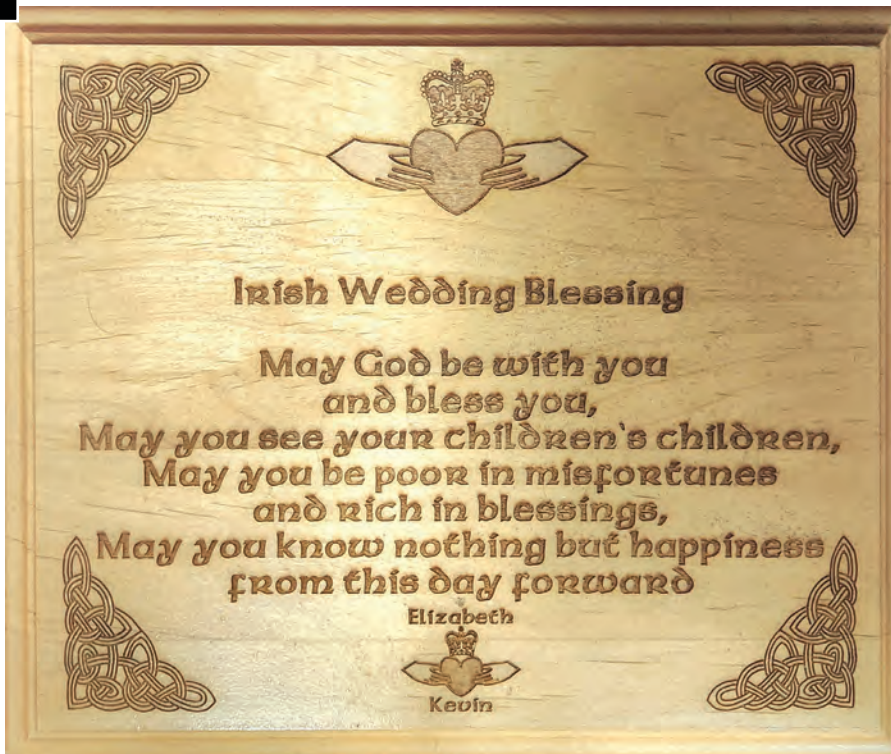 Irish Wedding Blessing
May God be with you
and bless you,
May you see your children's children,
May you be poor in misfortunes
and rich in blessings,
May you know nothing but happiness
from this day forward
Elizabeth
Kevin